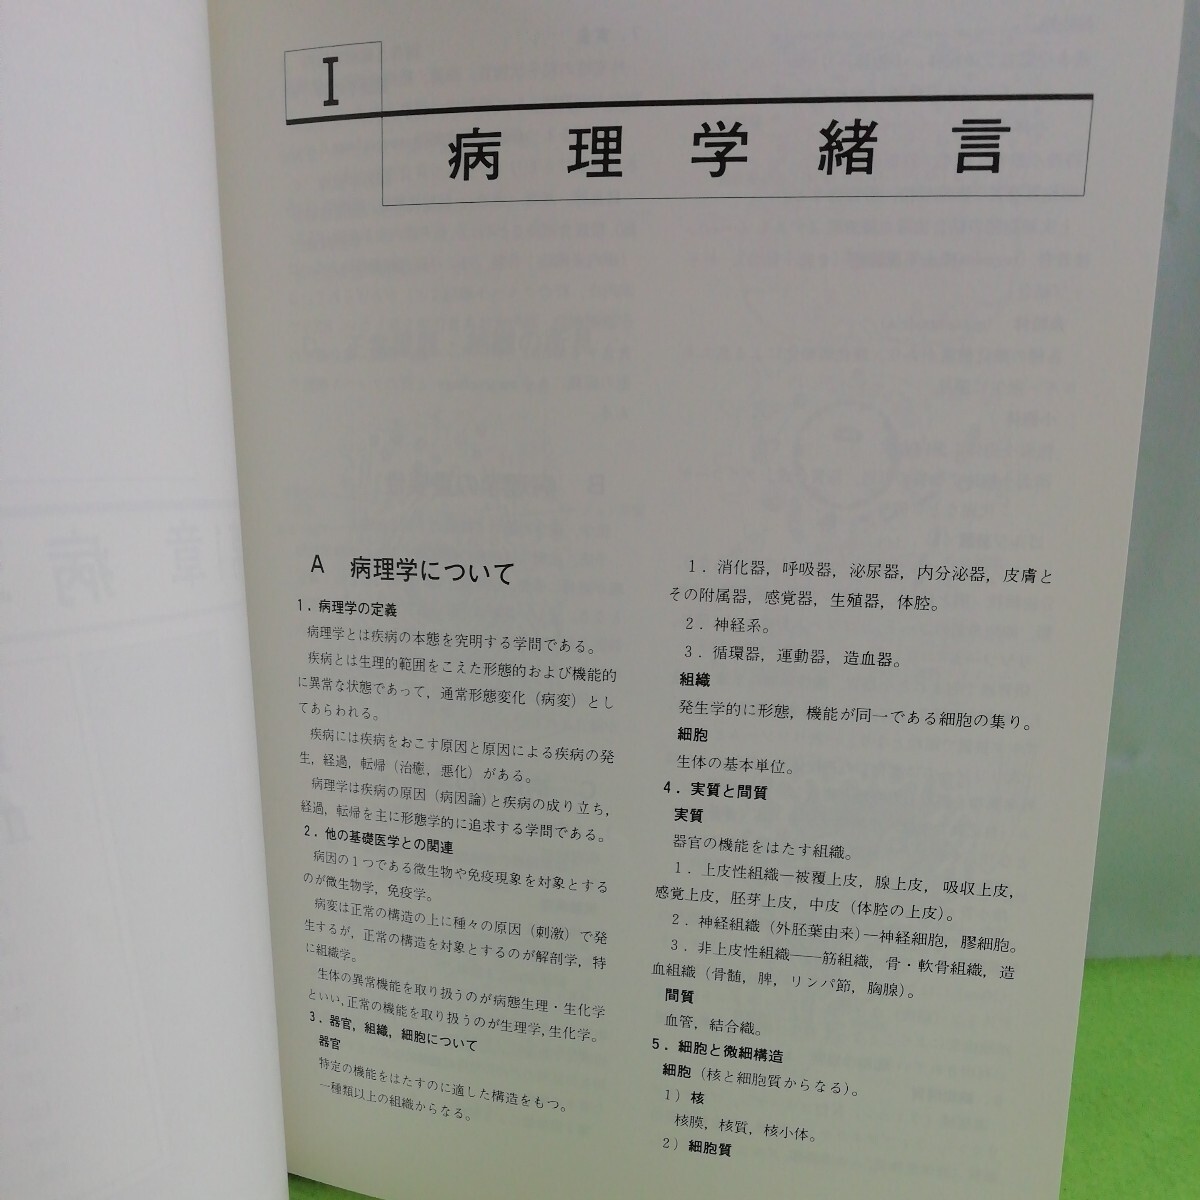 I
病理学緒言
A 病理学について
1．病理学の定義
病理学とは疾病の本態を究明する学問である。
疾病とは生理的範囲をこえた形態的および機能的
に異常な状態であって，通常形態変化（病変）とし
てあらわれる。
疾病には疾病をおこす原因と原因による疾病の発
生，経過，転帰（治癒，悪化）がある。
病理学は疾病の原因（病因論）と疾病の成り立ち，
経過，転帰を主に形態学的に追求する学問である。
2．他の基礎医学との関連
病因の1つである微生物や免疫現象を対象とする
のが微生物学，免疫学。
病変は正常の構造の上に種々の原因（刺激）で発
生するが，正常の構造を対象とするのが解剖学，特
に組織学。
生体の異常機能を取り扱うのが病態生理・生化学
といい，正常の機能を取り扱うのが生理学，生化学。
3．器官，組織，細胞について
器官
特定の機能をはたすのに適した構造をもつ。
一種類以上の組織からなる。
1．消化器，呼吸器，泌尿器，内分泌器，皮膚と
その附属器，感覚器，生殖器，体腔。
2．神経系。
3．循環器，運動器，造血器。
組織
発生学的に形態，機能が同一である細胞の集り。
細胞
生体の基本単位。
4．実質と間質
実質
器官の機能をはたす組織。
1．上皮性組織—被覆上皮，腺上皮，吸収上皮，
感覚上皮，胚芽上皮，中皮（体腔の上皮）。
2．神経組織（外胚葉由来）—神経細胞，膠細胞。
3．非上皮性組織——筋組織，骨・軟骨組織，造
血組織（骨髄，脾，リンパ節，胸腺）。
間質
血管，結合織。
5．細胞と微細構造
細胞（核と細胞質からなる）。
1）核
核膜，核質，核小体。
2）細胞質